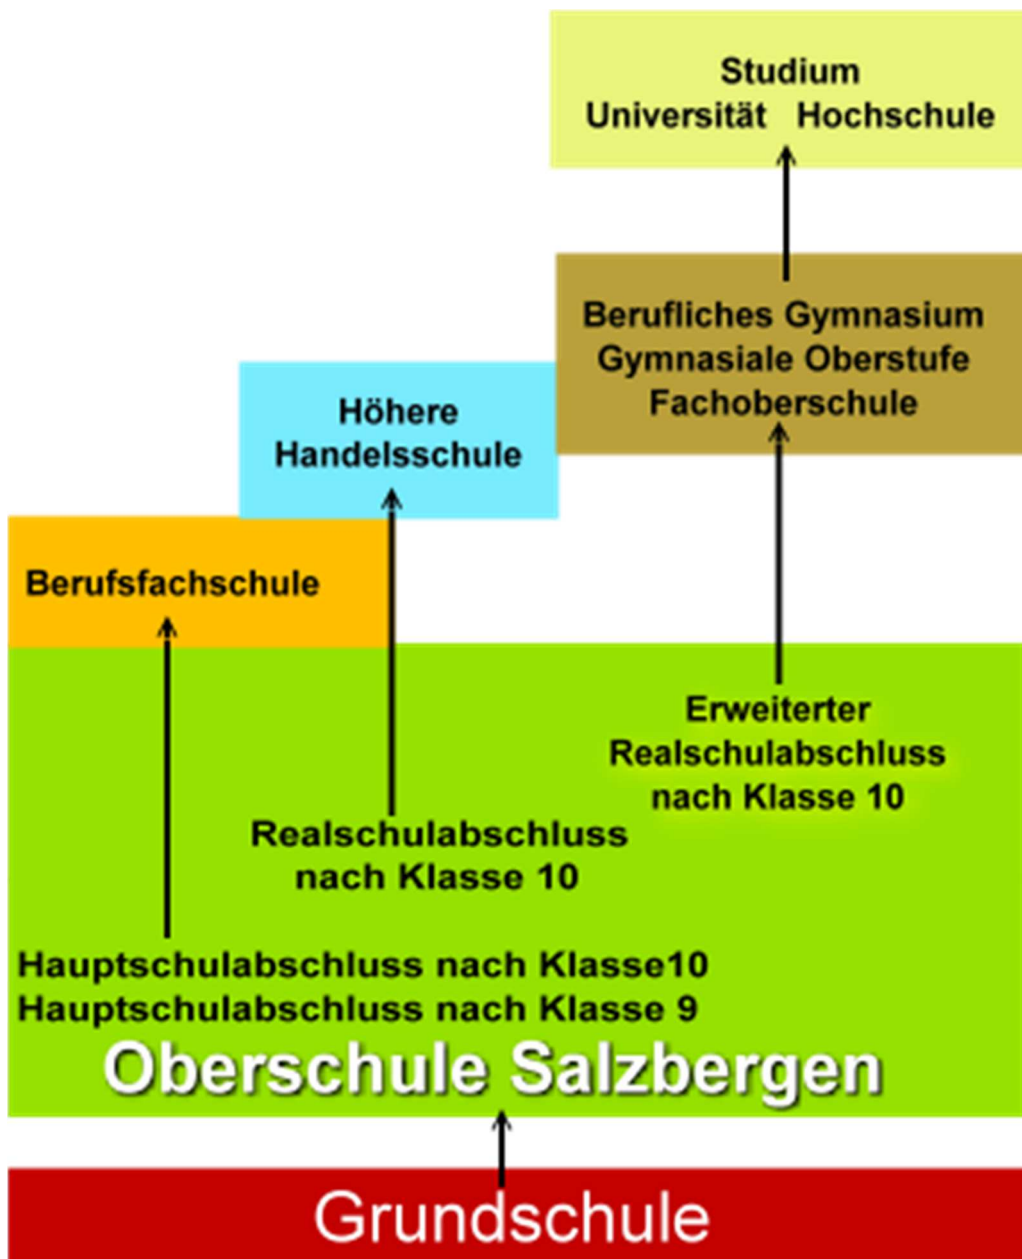 Studium
Universität Hochschule
Berufliches Gymnasium
Gymnasiale Oberstufe
Fachoberschule
Höhere
Handelsschule
Berufsfachschule
Erweiterter
Realschulabschluss
nach Klasse 10
Realschulabschluss
nach Klasse 10
Hauptschulabschluss nach Klasse10
Hauptschulabschluss nach Klasse 9
Oberschule Salzbergen
Grundschule